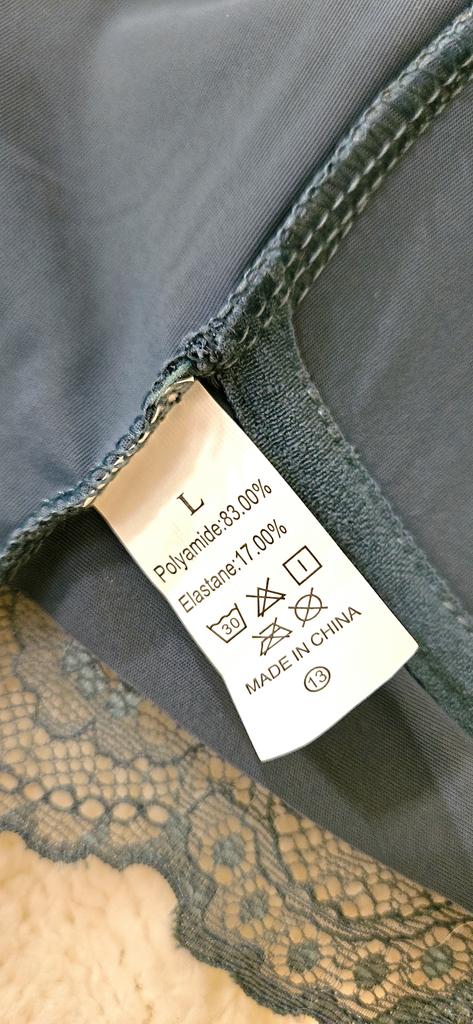 L
Polyamide:83.00%
Elastane:17.00%
30
MADE IN CHINA
13